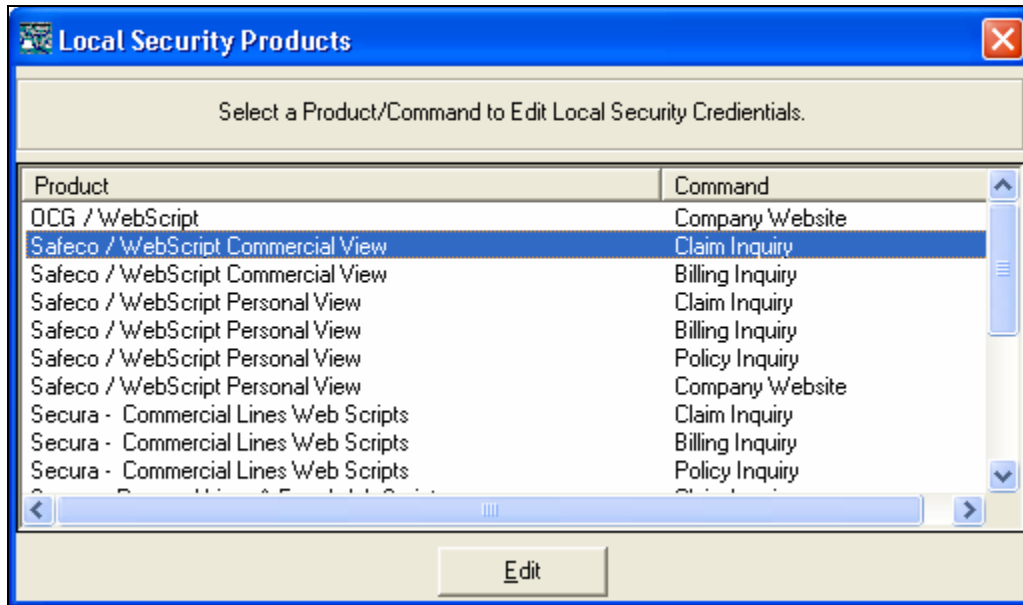 Local Security Products
Select a Product/Command to Edit Local Security Credientials.
Product Command
OCG / WebScript Company Website
Safeco / WebScript Commercial View Claim Inquiry
Safeco / WebScript Commercial View Billing Inquiry
Safeco / WebScript Personal View Claim Inquiry
Safeco / WebScript Personal View Billing Inquiry
Safeco / WebScript Personal View Policy Inquiry
Safeco / WebScript Personal View Company Website
Secura - Commercial Lines Web Scripts Claim Inquiry
Secura - Commercial Lines Web Scripts Billing Inquiry
Secura - Commercial Lines Web Scripts Policy Inquiry
Edit